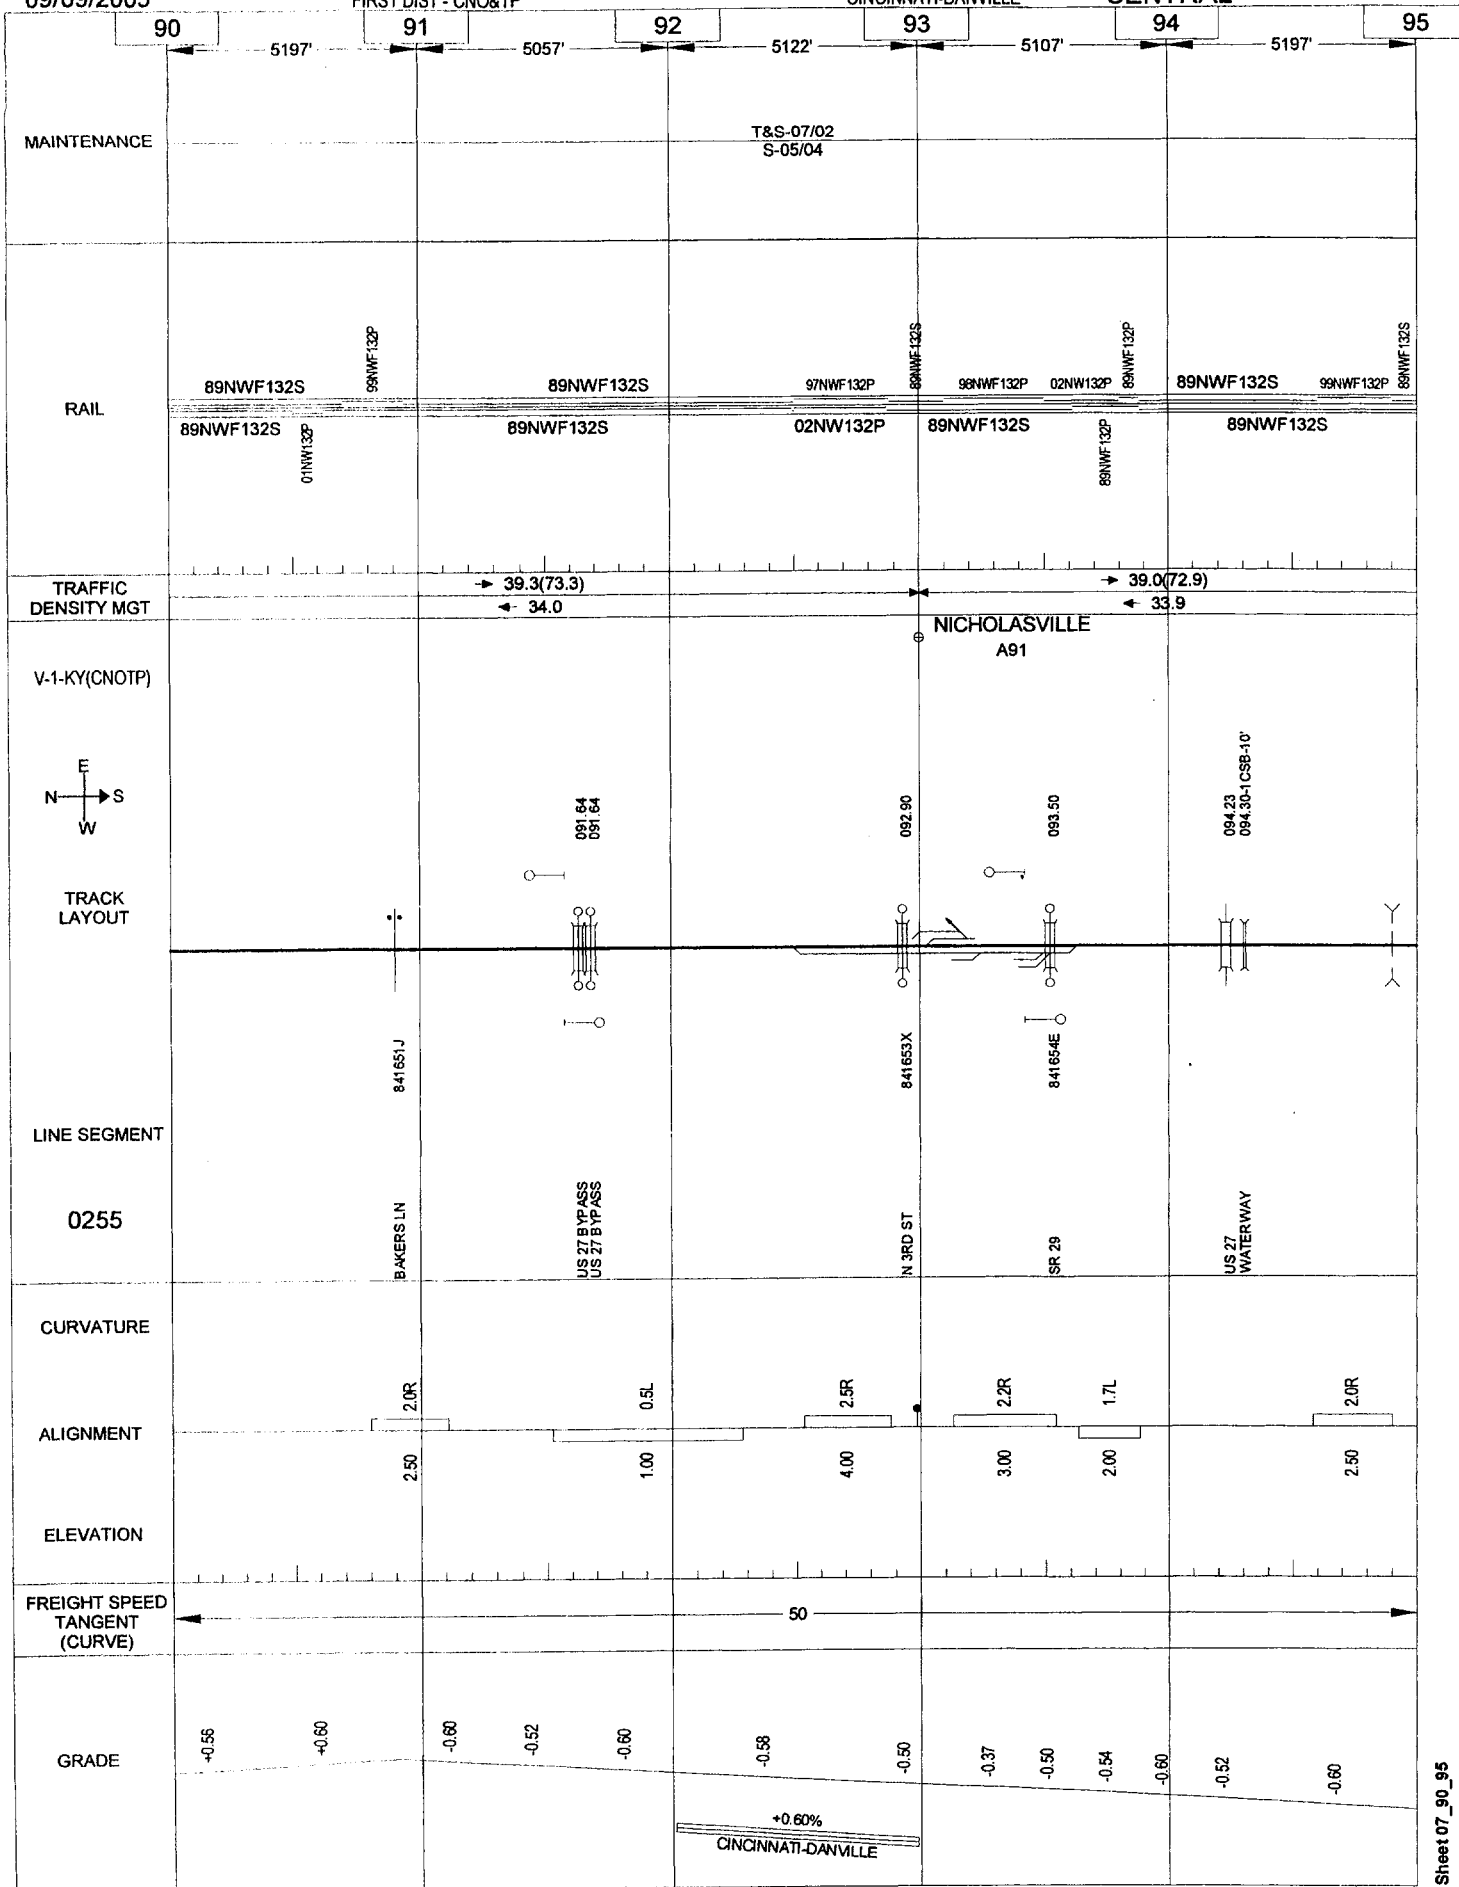 FIRST DIST - CNO&TP
90 91 92 93 94 95
5197' 5057' 5122' 5107' 5197'
MAINTENANCE
T&S-07/02
S-05/04
99NWF132P 89NWF132S 89NWF132P 89NWF132S
89NWF132S 89NWF132S 97NWF132P 98NWF132P 02NW132P 89NWF132S 99NWF132P
RAIL
89NWF132S 89NWF132S 02NW132P 89NWF132S 89NWF132S
01NW132P 89NWF132P
TRAFFIC
DENSITY MGT
39.3(73.3) 39.0(72.9)
34.0 33.9
NICHOLASVILLE
A91
V-1-KY(CNOTP)
E
N S
W
091.64
091.64
092.90
093.50
094.23
094.30-1CSB-10'
TRACK
LAYOUT
841651J
841653X
841654E
LINE SEGMENT
0255
BAKERS LN
US 27 BYPASS
US 27 BYPASS
N 3RD ST
SR 29
US 27
WATERWAY
CURVATURE
2.0R 0.5L 2.5R 2.2R 1.7L 2.0R
ALIGNMENT
2.50 1.00 4.00 3.00 2.00 2.50
ELEVATION
FREIGHT SPEED
TANGENT
(CURVE)
50
GRADE
+0.56 +0.60 -0.60 -0.52 -0.60 -0.58 -0.50 -0.37 -0.50 -0.54 -0.60 -0.52 -0.60
+0.60%
CINCINNATI-DANVILLE
Sheet 07_90_95